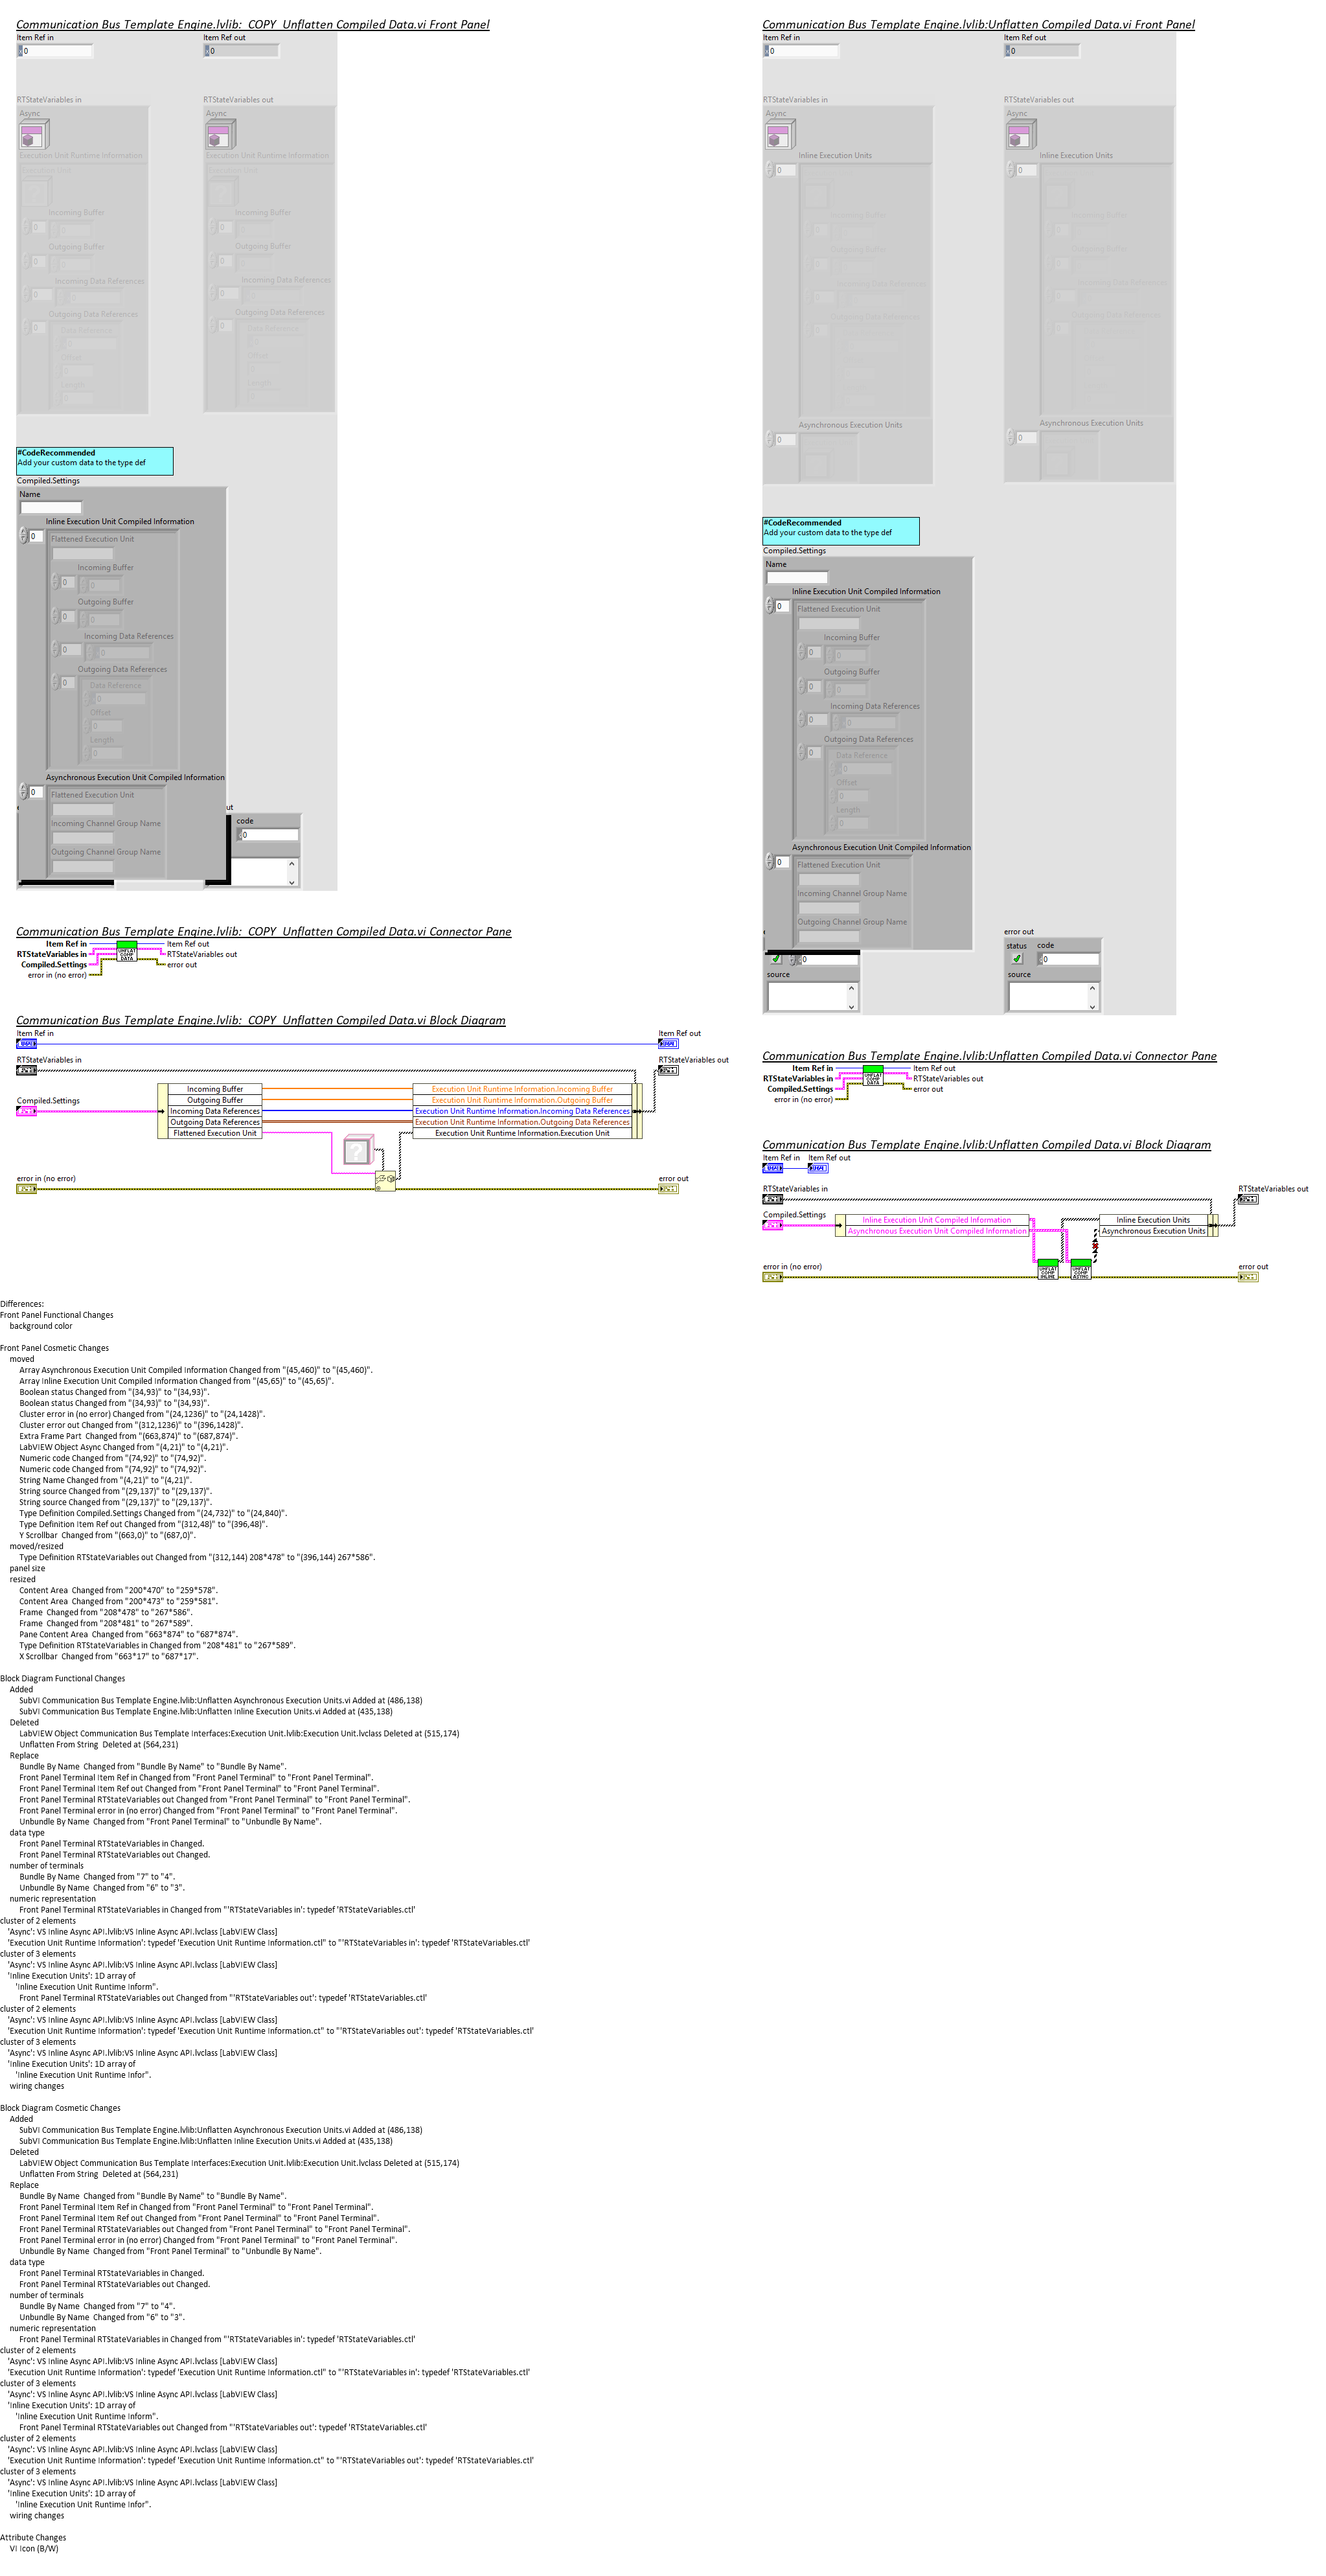 Communication Bus Template Engine.lvlib:_COPY_Unflatten Compiled Data.vi Front Panel
Item Ref in
0
Item Ref out
0
RTStateVariables in
RTStateVariables out
Async
Async
Execution Unit Runtime Information
Execution Unit Runtime Information
Execution Unit
Execution Unit
Incoming Buffer
0
0
Incoming Buffer
0
Outgoing Buffer
0
0
Outgoing Buffer
0
Incoming Data References
0
Incoming Data References
0
Outgoing Data References
0
Outgoing Data References
0
Data Reference
Data Reference
Offset
Offset
Length
Length
#CodeRecommended
Add your custom data to the type def
Compiled.Settings
Name
Inline Execution Unit Compiled Information
0
Flattened Execution Unit
Incoming Buffer
0
0
Outgoing Buffer
0
0
Incoming Data References
0
0
Outgoing Data References
0
Data Reference
0
Offset
0
Length
0
Asynchronous Execution Unit Compiled Information
0
Flattened Execution Unit
Incoming Channel Group Name
Outgoing Channel Group Name
ut
code
0
Communication Bus Template Engine.lvlib:_COPY_Unflatten Compiled Data.vi Connector Pane
Item Ref in
RTStateVariables in
Compiled.Settings
error in (no error)
UNFLAT
COMP
DATA
Item Ref out
RTStateVariables out
error out
Communication Bus Template Engine.lvlib:_COPY_Unflatten Compiled Data.vi Block Diagram
Item Ref in
Item Ref out
RTStateVariables in
RTStateVariables out
Compiled.Settings
Incoming Buffer
Outgoing Buffer
Incoming Data References
Outgoing Data References
Flattened Execution Unit
Execution Unit Runtime Information.Incoming Buffer
Execution Unit Runtime Information.Outgoing Buffer
Execution Unit Runtime Information.Incoming Data References
Execution Unit Runtime Information.Outgoing Data References
Execution Unit Runtime Information.Execution Unit
?
error in (no error)
error out
Communication Bus Template Engine.lvlib:Unflatten Compiled Data.vi Front Panel
Item Ref in
0
Item Ref out
0
RTStateVariables in
RTStateVariables out
Async
Async
Inline Execution Units
0
Inline Execution Units
0
Incoming Buffer
Incoming Buffer
Outgoing Buffer
Outgoing Buffer
Incoming Data References
Incoming Data References
Outgoing Data References
Outgoing Data References
Asynchronous Execution Units
0
Asynchronous Execution Units
0
#CodeRecommended
Add your custom data to the type def
Compiled.Settings
Name
Inline Execution Unit Compiled Information
0
Flattened Execution Unit
Incoming Buffer
0
0
Outgoing Buffer
0
0
Incoming Data References
0
0
Outgoing Data References
0
Data Reference
0
Offset
0
Length
0
Asynchronous Execution Unit Compiled Information
0
Flattened Execution Unit
Incoming Channel Group Name
Outgoing Channel Group Name
0
source
error out
status
code
0
source
Communication Bus Template Engine.lvlib:Unflatten Compiled Data.vi Connector Pane
Item Ref in
RTStateVariables in
Compiled.Settings
error in (no error)
UNFLAT
COMP
DATA
Item Ref out
RTStateVariables out
error out
Communication Bus Template Engine.lvlib:Unflatten Compiled Data.vi Block Diagram
Item Ref in
Item Ref out
RTStateVariables in
RTStateVariables out
Compiled.Settings
Inline Execution Unit Compiled Information
Asynchronous Execution Unit Compiled Information
Inline Execution Units
Asynchronous Execution Units
error in (no error)
UNFLAT
COMP
INLINE
UNFLAT
COMP
ASYNC
error out
Differences:
Front Panel Functional Changes
background color
Front Panel Cosmetic Changes
moved
Array Asynchronous Execution Unit Compiled Information Changed from "(45,460)" to "(45,460)".
Array Inline Execution Unit Compiled Information Changed from "(45,65)" to "(45,65)".
Boolean status Changed from "(34,93)" to "(34,93)".
Boolean status Changed from "(34,93)" to "(34,93)".
Cluster error in (no error) Changed from "(24,1236)" to "(24,1428)".
Cluster error out Changed from "(312,1236)" to "(396,1428)".
Extra Frame Part  Changed from "(663,874)" to "(687,874)".
LabVIEW Object Async Changed from "(4,21)" to "(4,21)".
Numeric code Changed from "(74,92)" to "(74,92)".
Numeric code Changed from "(74,92)" to "(74,92)".
String Name Changed from "(4,21)" to "(4,21)".
String source Changed from "(29,137)" to "(29,137)".
String source Changed from "(29,137)" to "(29,137)".
Type Definition Compiled.Settings Changed from "(24,732)" to "(24,840)".
Type Definition Item Ref out Changed from "(312,48)" to "(396,48)".
Y Scrollbar  Changed from "(663,0)" to "(687,0)".
moved/resized
Type Definition RTStateVariables out Changed from "(312,144) 208*478" to "(396,144) 267*586".
panel size
resized
Content Area  Changed from "200*470" to "259*578".
Content Area  Changed from "200*473" to "259*581".
Frame  Changed from "208*478" to "267*586".
Frame  Changed from "208*481" to "267*589".
Pane Content Area  Changed from "663*874" to "687*874".
Type Definition RTStateVariables in Changed from "208*481" to "267*589".
X Scrollbar  Changed from "663*17" to "687*17".
Block Diagram Functional Changes
Added
SubVI Communication Bus Template Engine.lvlib:Unflatten Asynchronous Execution Units.vi Added at (486,138)
SubVI Communication Bus Template Engine.lvlib:Unflatten Inline Execution Units.vi Added at (435,138)
Deleted
LabVIEW Object Communication Bus Template Interfaces:Execution Unit.lvlib:Execution Unit.lvclass Deleted at (515,174)
Unflatten From String  Deleted at (564,231)
Replace
Bundle By Name  Changed from "Bundle By Name" to "Bundle By Name".
Front Panel Terminal Item Ref in Changed from "Front Panel Terminal" to "Front Panel Terminal".
Front Panel Terminal Item Ref out Changed from "Front Panel Terminal" to "Front Panel Terminal".
Front Panel Terminal RTStateVariables out Changed from "Front Panel Terminal" to "Front Panel Terminal".
Front Panel Terminal error in (no error) Changed from "Front Panel Terminal" to "Front Panel Terminal".
Unbundle By Name  Changed from "Front Panel Terminal" to "Unbundle By Name".
data type
Front Panel Terminal RTStateVariables in Changed.
Front Panel Terminal RTStateVariables out Changed.
number of terminals
Bundle By Name  Changed from "7" to "4".
Unbundle By Name  Changed from "6" to "3".
numeric representation
Front Panel Terminal RTStateVariables in Changed from "'RTStateVariables in': typedef 'RTStateVariables.ctl'
cluster of 2 elements
'Async': VS Inline Async API.lvlib:VS Inline Async API.lvclass [LabVIEW Class]
'Execution Unit Runtime Information': typedef 'Execution Unit Runtime Information.ctl" to "'RTStateVariables in': typedef 'RTStateVariables.ctl'
cluster of 3 elements
'Async': VS Inline Async API.lvlib:VS Inline Async API.lvclass [LabVIEW Class]
'Inline Execution Units': 1D array of
'Inline Execution Unit Runtime Inform".
Front Panel Terminal RTStateVariables out Changed from "'RTStateVariables out': typedef 'RTStateVariables.ctl'
cluster of 2 elements
'Async': VS Inline Async API.lvlib:VS Inline Async API.lvclass [LabVIEW Class]
'Execution Unit Runtime Information': typedef 'Execution Unit Runtime Information.ct" to "'RTStateVariables out': typedef 'RTStateVariables.ctl'
cluster of 3 elements
'Async': VS Inline Async API.lvlib:VS Inline Async API.lvclass [LabVIEW Class]
'Inline Execution Units': 1D array of
'Inline Execution Unit Runtime Infor".
wiring changes
Block Diagram Cosmetic Changes
Added
SubVI Communication Bus Template Engine.lvlib:Unflatten Asynchronous Execution Units.vi Added at (486,138)
SubVI Communication Bus Template Engine.lvlib:Unflatten Inline Execution Units.vi Added at (435,138)
Deleted
LabVIEW Object Communication Bus Template Interfaces:Execution Unit.lvlib:Execution Unit.lvclass Deleted at (515,174)
Unflatten From String  Deleted at (564,231)
Replace
Bundle By Name  Changed from "Bundle By Name" to "Bundle By Name".
Front Panel Terminal Item Ref in Changed from "Front Panel Terminal" to "Front Panel Terminal".
Front Panel Terminal Item Ref out Changed from "Front Panel Terminal" to "Front Panel Terminal".
Front Panel Terminal RTStateVariables out Changed from "Front Panel Terminal" to "Front Panel Terminal".
Front Panel Terminal error in (no error) Changed from "Front Panel Terminal" to "Front Panel Terminal".
Unbundle By Name  Changed from "Front Panel Terminal" to "Unbundle By Name".
data type
Front Panel Terminal RTStateVariables in Changed.
Front Panel Terminal RTStateVariables out Changed.
number of terminals
Bundle By Name  Changed from "7" to "4".
Unbundle By Name  Changed from "6" to "3".
numeric representation
Front Panel Terminal RTStateVariables in Changed from "'RTStateVariables in': typedef 'RTStateVariables.ctl'
cluster of 2 elements
'Async': VS Inline Async API.lvlib:VS Inline Async API.lvclass [LabVIEW Class]
'Execution Unit Runtime Information': typedef 'Execution Unit Runtime Information.ctl" to "'RTStateVariables in': typedef 'RTStateVariables.ctl'
cluster of 3 elements
'Async': VS Inline Async API.lvlib:VS Inline Async API.lvclass [LabVIEW Class]
'Inline Execution Units': 1D array of
'Inline Execution Unit Runtime Inform".
Front Panel Terminal RTStateVariables out Changed from "'RTStateVariables out': typedef 'RTStateVariables.ctl'
cluster of 2 elements
'Async': VS Inline Async API.lvlib:VS Inline Async API.lvclass [LabVIEW Class]
'Execution Unit Runtime Information': typedef 'Execution Unit Runtime Information.ct" to "'RTStateVariables out': typedef 'RTStateVariables.ctl'
cluster of 3 elements
'Async': VS Inline Async API.lvlib:VS Inline Async API.lvclass [LabVIEW Class]
'Inline Execution Units': 1D array of
'Inline Execution Unit Runtime Infor".
wiring changes
Attribute Changes
VI Icon (B/W)